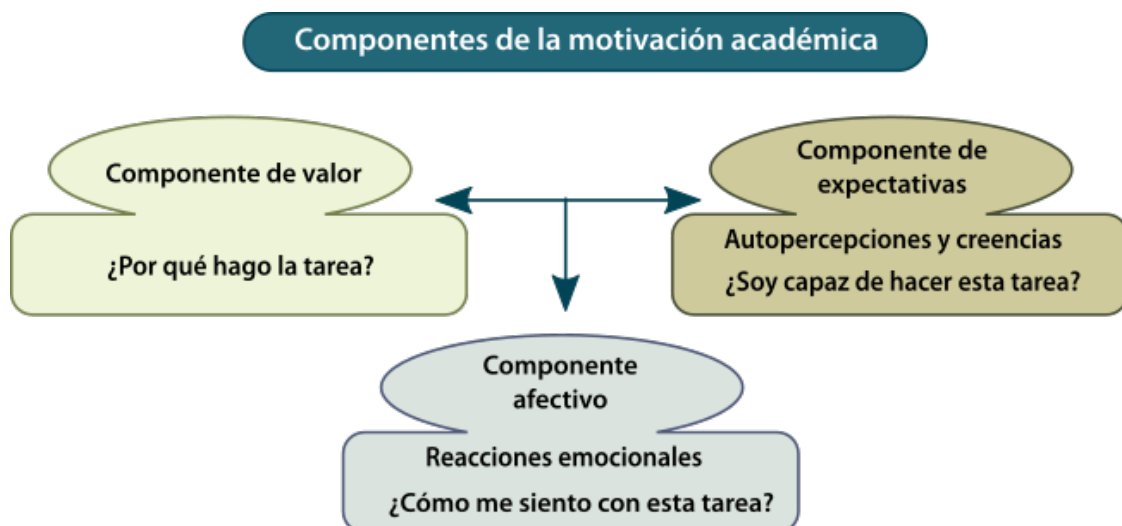 Componentes de la motivación académica
Componente de valor
¿Por qué hago la tarea?
Componente de
expectativas
Autopercepciones y creencias
¿Soy capaz de hacer esta tarea?
Componente
afectivo
Reacciones emocionales
¿Cómo me siento con esta tarea?